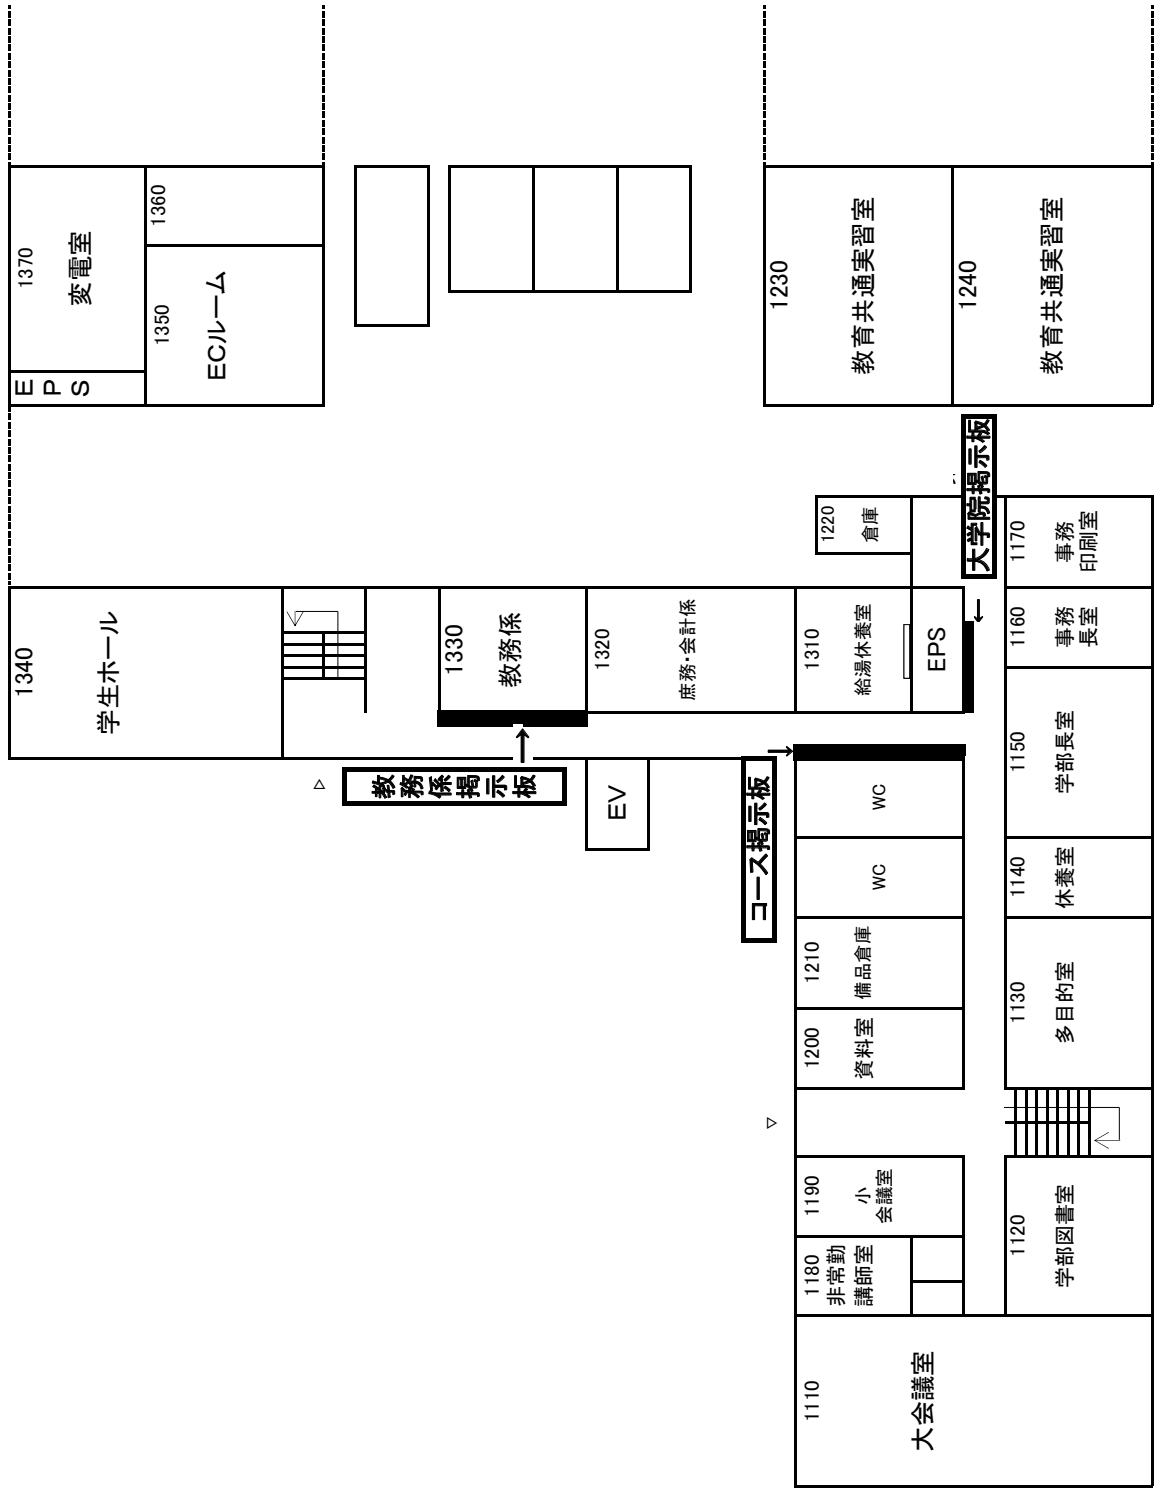 1370
変電室
EPS
1360
1350
ECルーム
1230
教育共通実習室
1240
教育共通実習室
1340
学生ホール
1330
教務係
1320
庶務・会計係
1310
給湯休養室
EPS
1220
倉庫
大学院掲示板
1170
事務
印刷室
1160
事務
長室
1150
学部長室
1140
休養室
1130
多目的室
教務係掲示板
EV
コース掲示板
WC
WC
1210
備品倉庫
1200
資料室
1190
小
会議室
1180
非常勤
講師室
1120
学部図書室
1110
大会議室